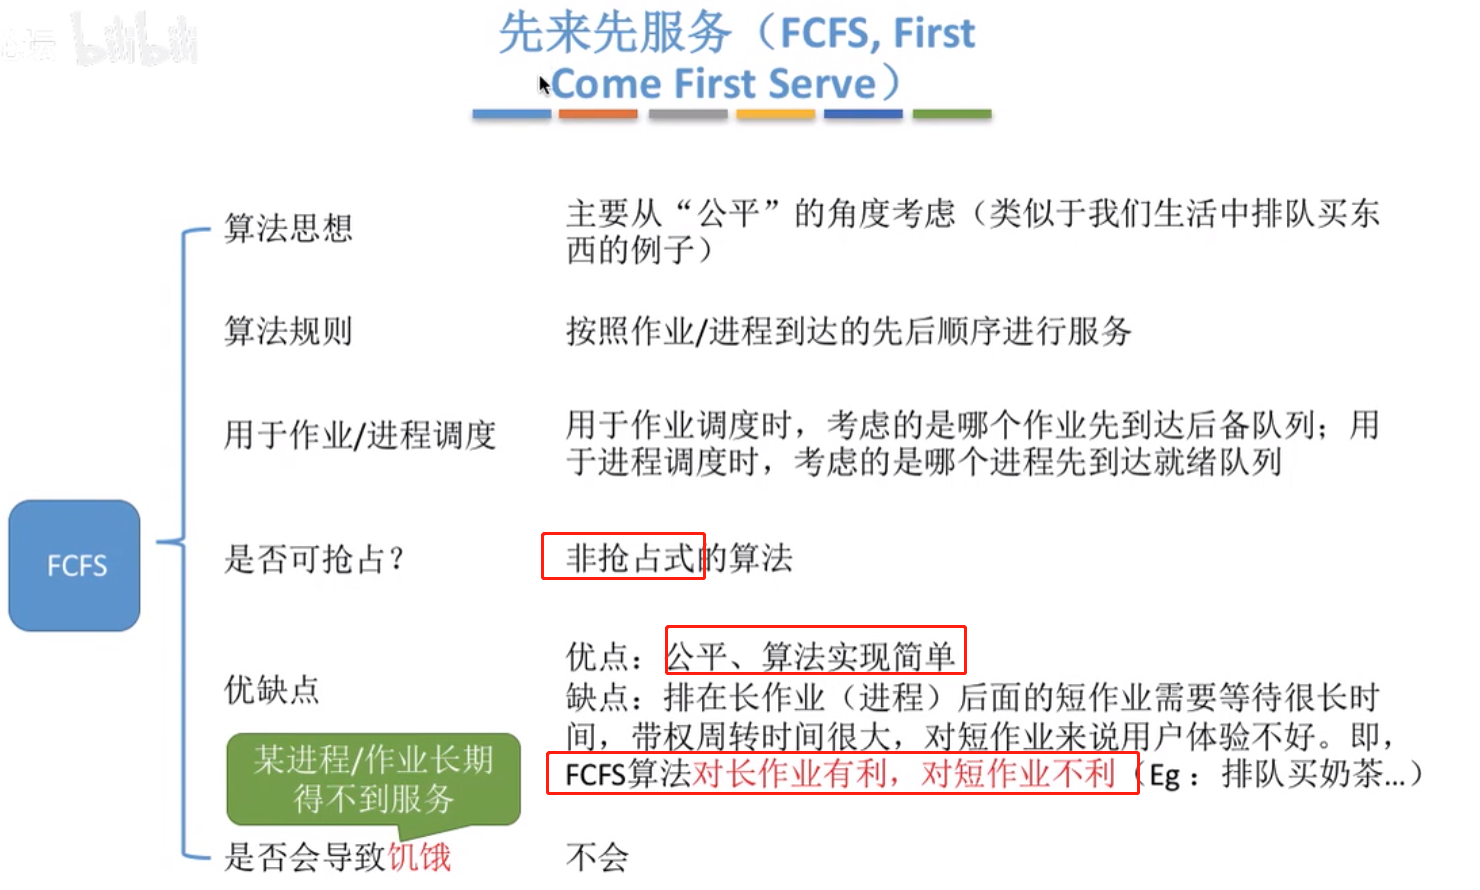 bilibili
先来先服务（FCFS, First
Come First Serve）
算法思想
主要从“公平”的角度考虑（类似于我们生活中排队买东
西的例子）
算法规则
按照作业/进程到达的先后顺序进行服务
用于作业/进程调度
用于作业调度时，考虑的是哪个作业先到达后备队列；用
于进程调度时，考虑的是哪个进程先到达就绪队列
FCFS
是否可抢占？
非抢占式的算法
优缺点
优点：公平、算法实现简单
缺点：排在长作业（进程）后面的短作业需要等待很长时
间，带权周转时间很大，对短作业来说用户体验不好。即，
FCFS算法对长作业有利，对短作业不利（Eg：排队买奶茶...）
某进程/作业长期
得不到服务
是否会导致饥饿
不会